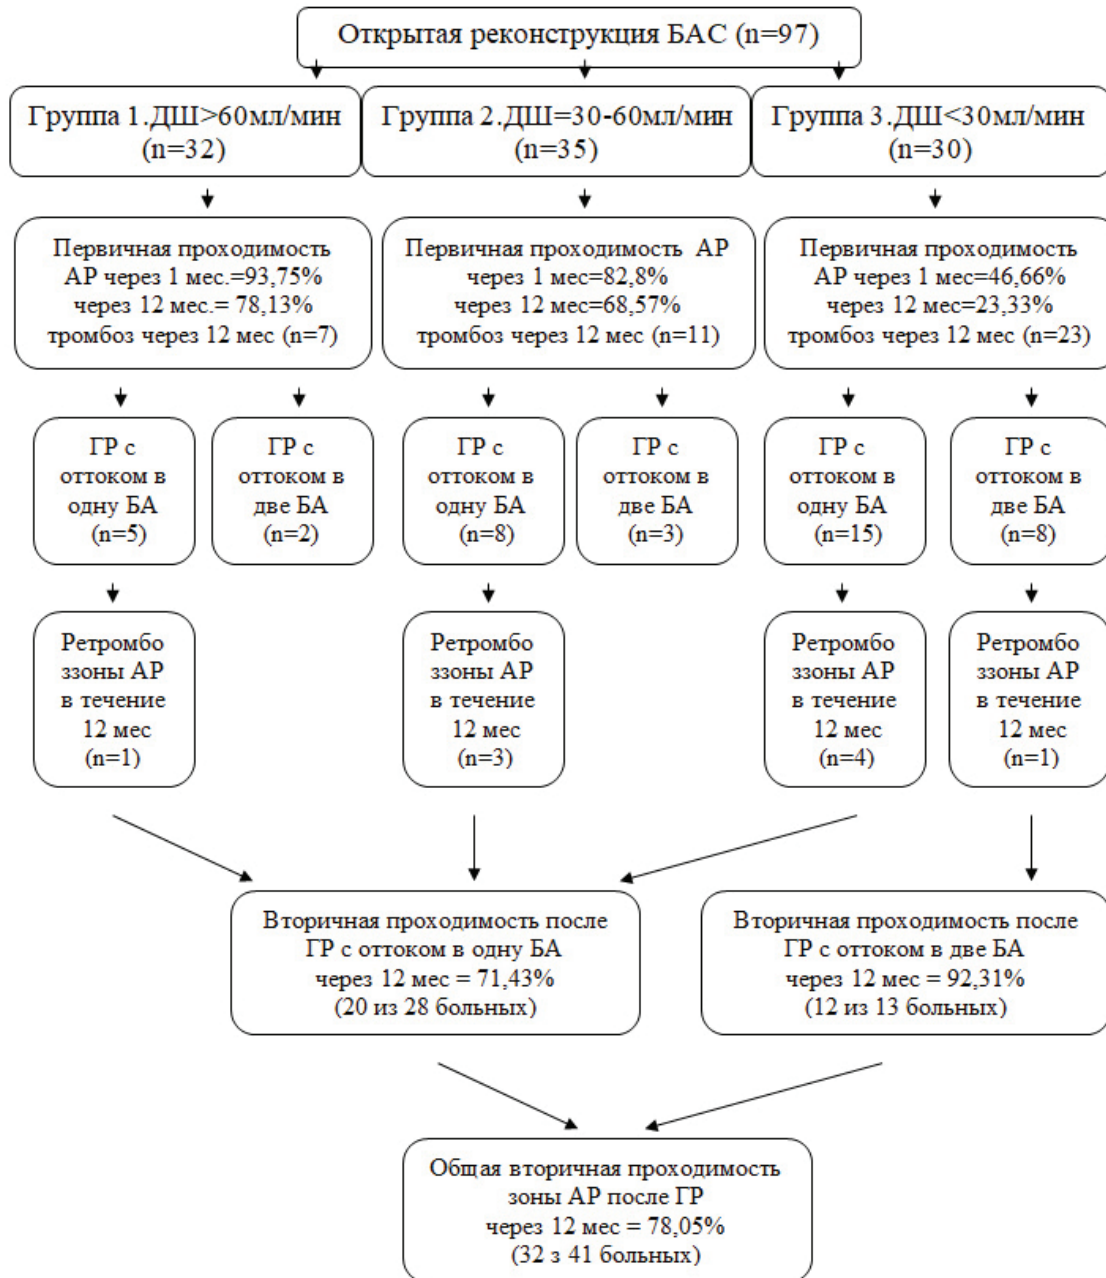 Открытая реконструкция БАС (n=97)
Группа 1.ДШ>60мл/мин
(n=32)
Группа 2.ДШ=30-60мл/мин
(n=35)
Группа 3.ДШ<30мл/мин
(n=30)
Первичная проходимость
АР через 1 мес.=93,75%
через 12 мес.= 78,13%
тромбоз через 12 мес (n=7)
Первичная проходимость АР
через 1 мес=82,8%
через 12 мес=68,57%
тромбоз через 12 мес (n=11)
Первичная проходимость
АР через 1 мес=46,66%
через 12 мес=23,33%
тромбоз через 12 мес (n=23)
ГР с
оттоком в
одну БА
(n=5)
ГР с
оттоком в
две БА
(n=2)
ГР с
оттоком в
одну БА
(n=8)
ГР с
оттоком в
две БА
(n=3)
ГР с
оттоком в
одну БА
(n=15)
ГР с
оттоком в
две БА
(n=8)
Ретромбо
ззоны АР
в течение
12 мес
(n=1)
Ретромбо
ззоны АР
в течение
12 мес
(n=3)
Ретромбо
ззоны АР
в течение
12 мес
(n=4)
Ретромбо
ззоны АР
в течение
12 мес
(n=1)
Вторичная проходимость после
ГР с оттоком в одну БА
через 12 мес = 71,43%
(20 из 28 больных)
Вторичная проходимость после
ГР с оттоком в две БА
через 12 мес = 92,31%
(12 из 13 больных)
Общая вторичная проходимость
зоны АР после ГР
через 12 мес = 78,05%
(32 з 41 больных)